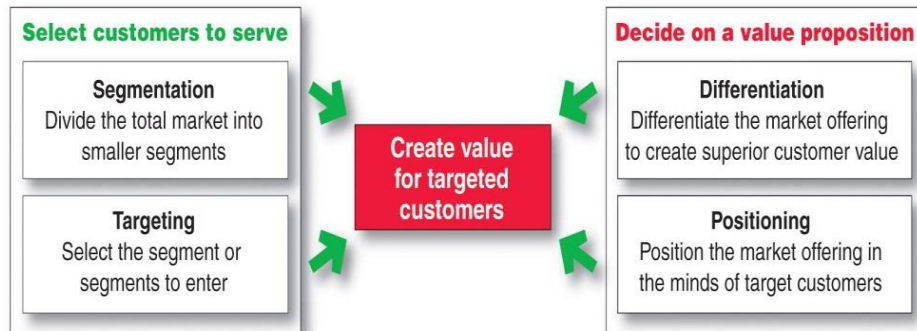 Select customers to serve
Segmentation
Divide the total market into
smaller segments
Targeting
Select the segment or
segments to enter
Create value
for targeted
customers
Decide on a value proposition
Differentiation
Differentiate the market offering
to create superior customer value
Positioning
Position the market offering in
the minds of target customers